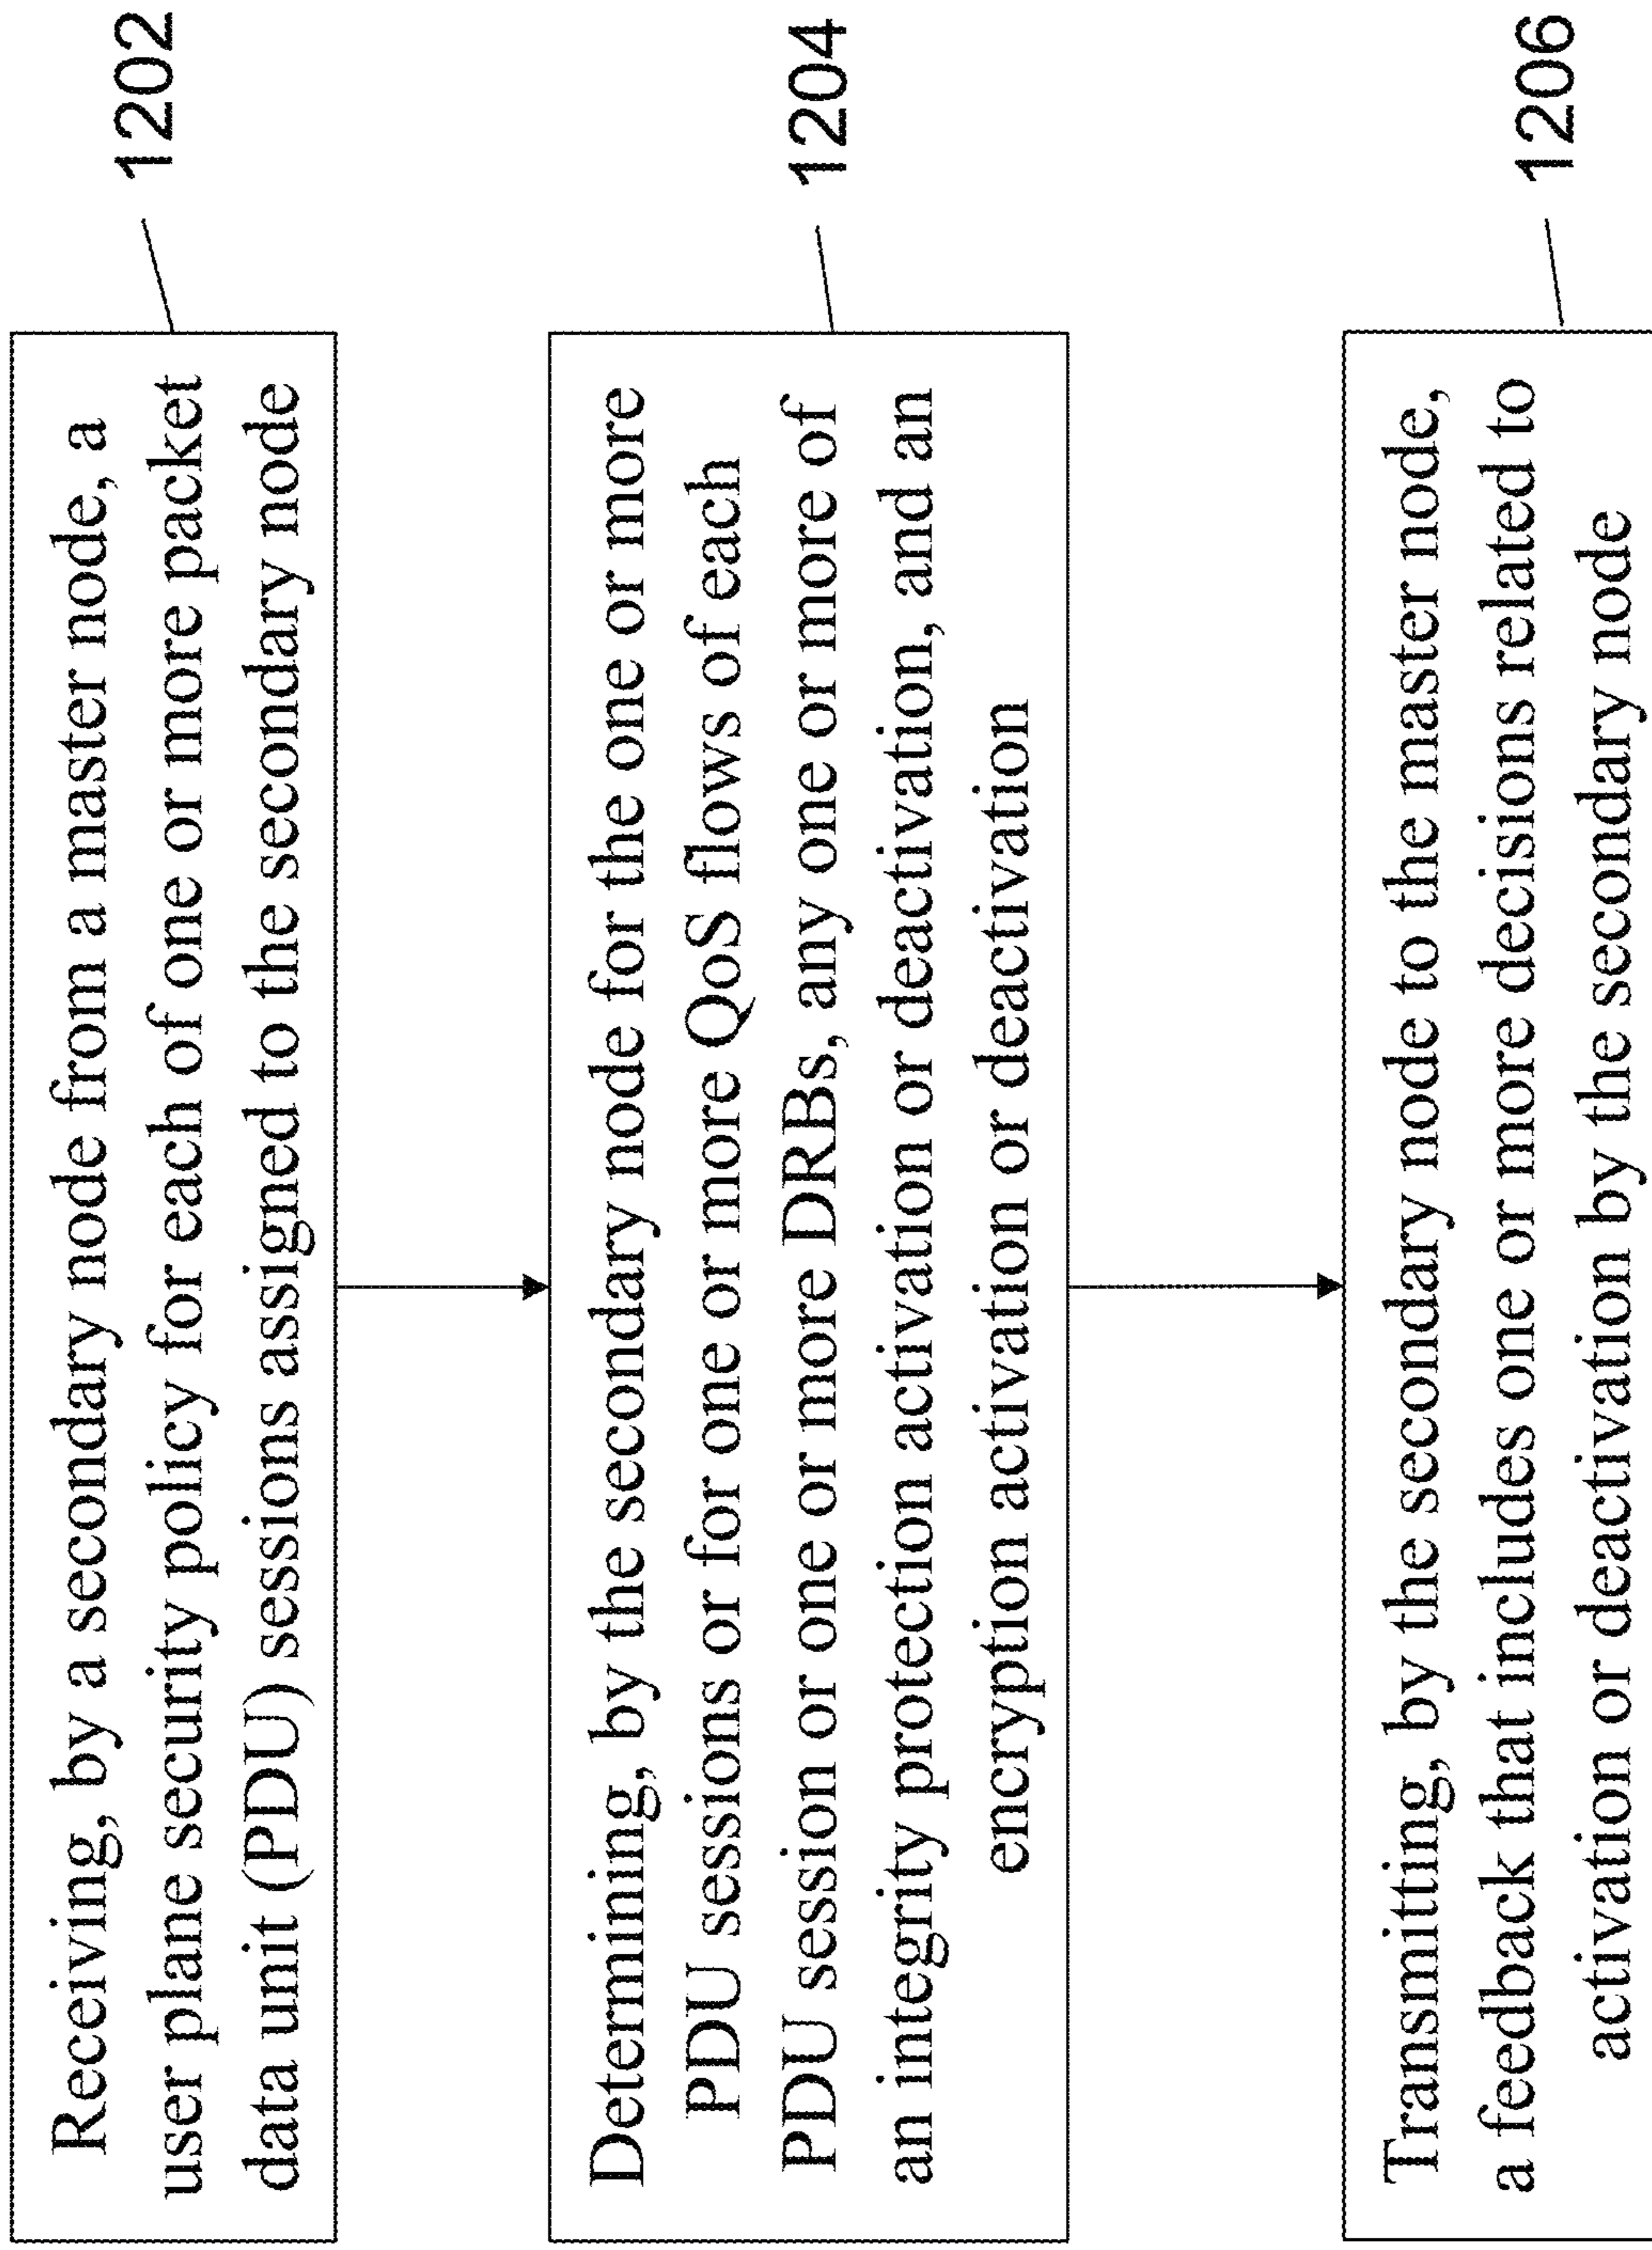 Receiving, by a secondary node from a master node, a
user plane security policy for each of one or more packet
data unit (PDU) sessions assigned to the secondary node
1202
Determining, by the secondary node for the one or more
PDU sessions or for one or more QoS flows of each
PDU session or one or more DRBs, any one or more of
an integrity protection activation or deactivation, and an
encryption activation or deactivation
1204
Transmitting, by the secondary node to the master node,
a feedback that includes one or more decisions related to
activation or deactivation by the secondary node
1206